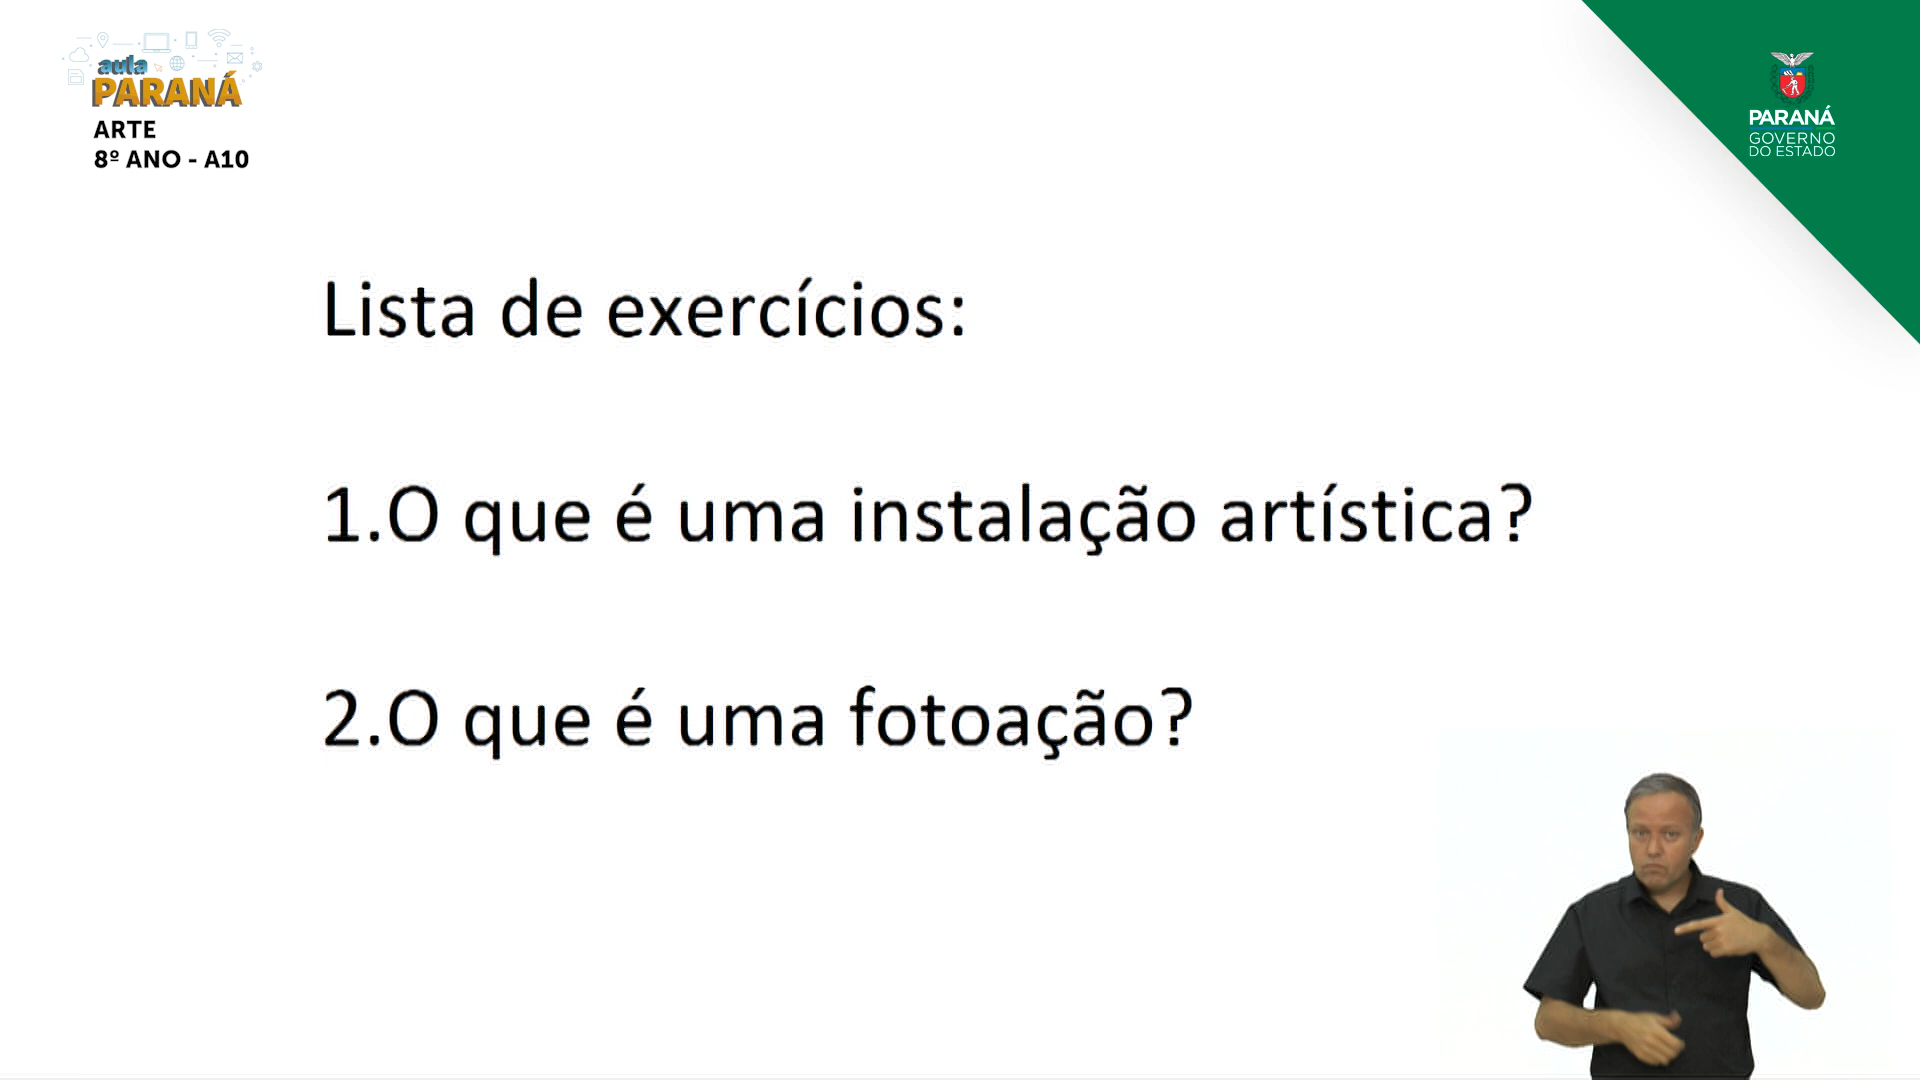 aula
PARANÁ
ARTE
8º ANO - A10
PARANÁ
GOVERNO
DO ESTADO
Lista de exercícios:
1.O que é uma instalação artística?
2.O que é uma fotoação?